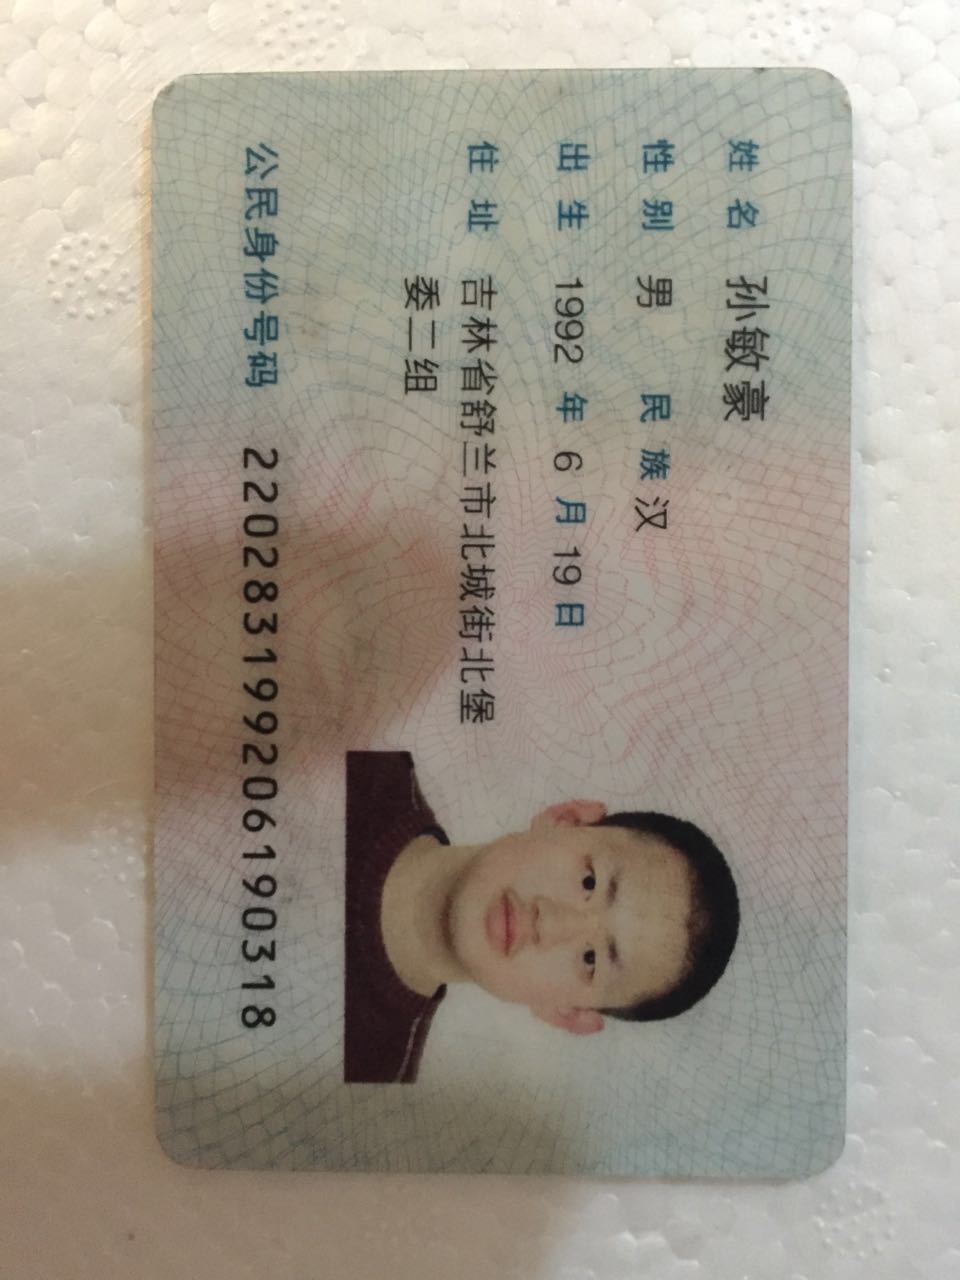 姓名 孙敏豪
性别 男 民族 汉
出生 1992 年 6 月 19 日
住址 吉林省舒兰市北城街北堡
委二组
公民身份号码 220283199206190318